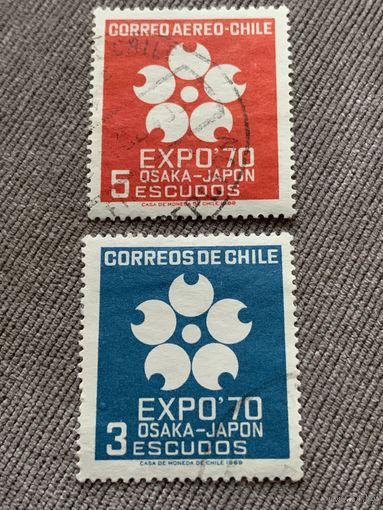 CORREO AEREO-CHILE
EXPO'70
OSAKA-JAPON
5 ESCUDOS
CASA DE MONEDA DE CHILE 1969
CORREOS DE CHILE
EXPO'70
OSAKA-JAPON
3 ESCUDOS
CASA DE MONEDA DE CHILE 1969